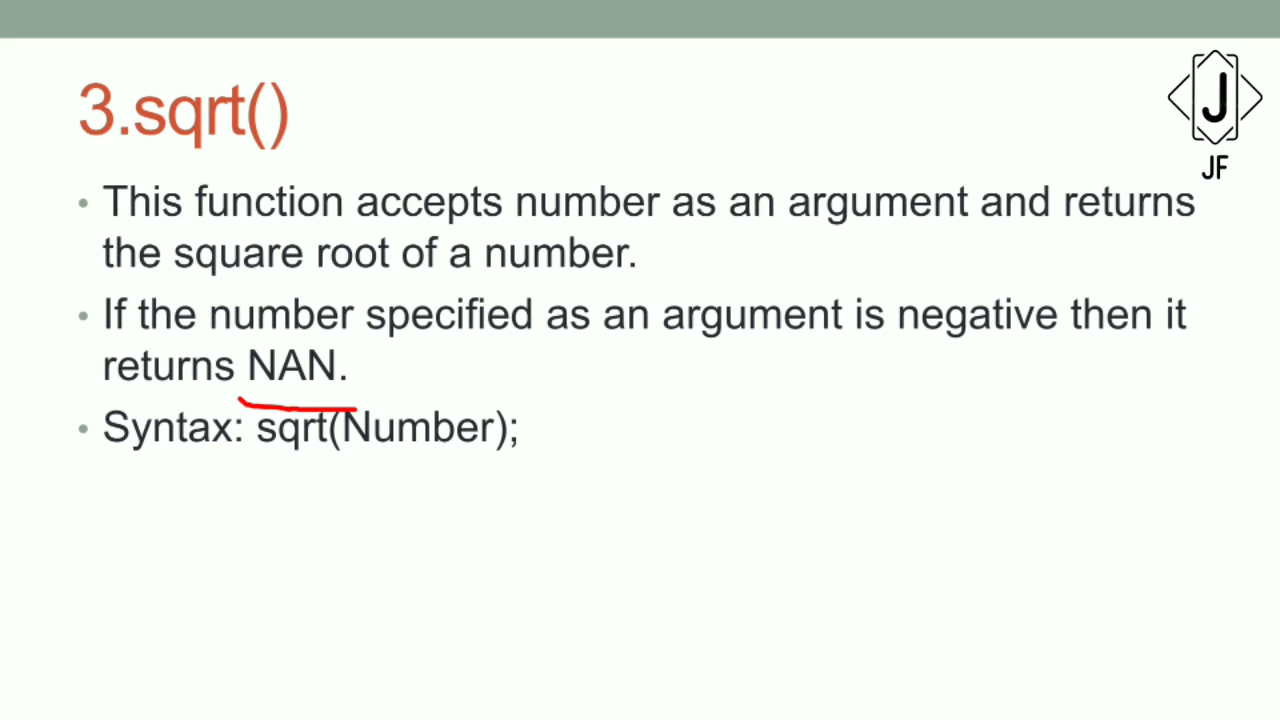 3.sqrt()
J
JF
• This function accepts number as an argument and returns
the square root of a number.
• If the number specified as an argument is negative then it
returns NAN.
• Syntax: sqrt(Number);